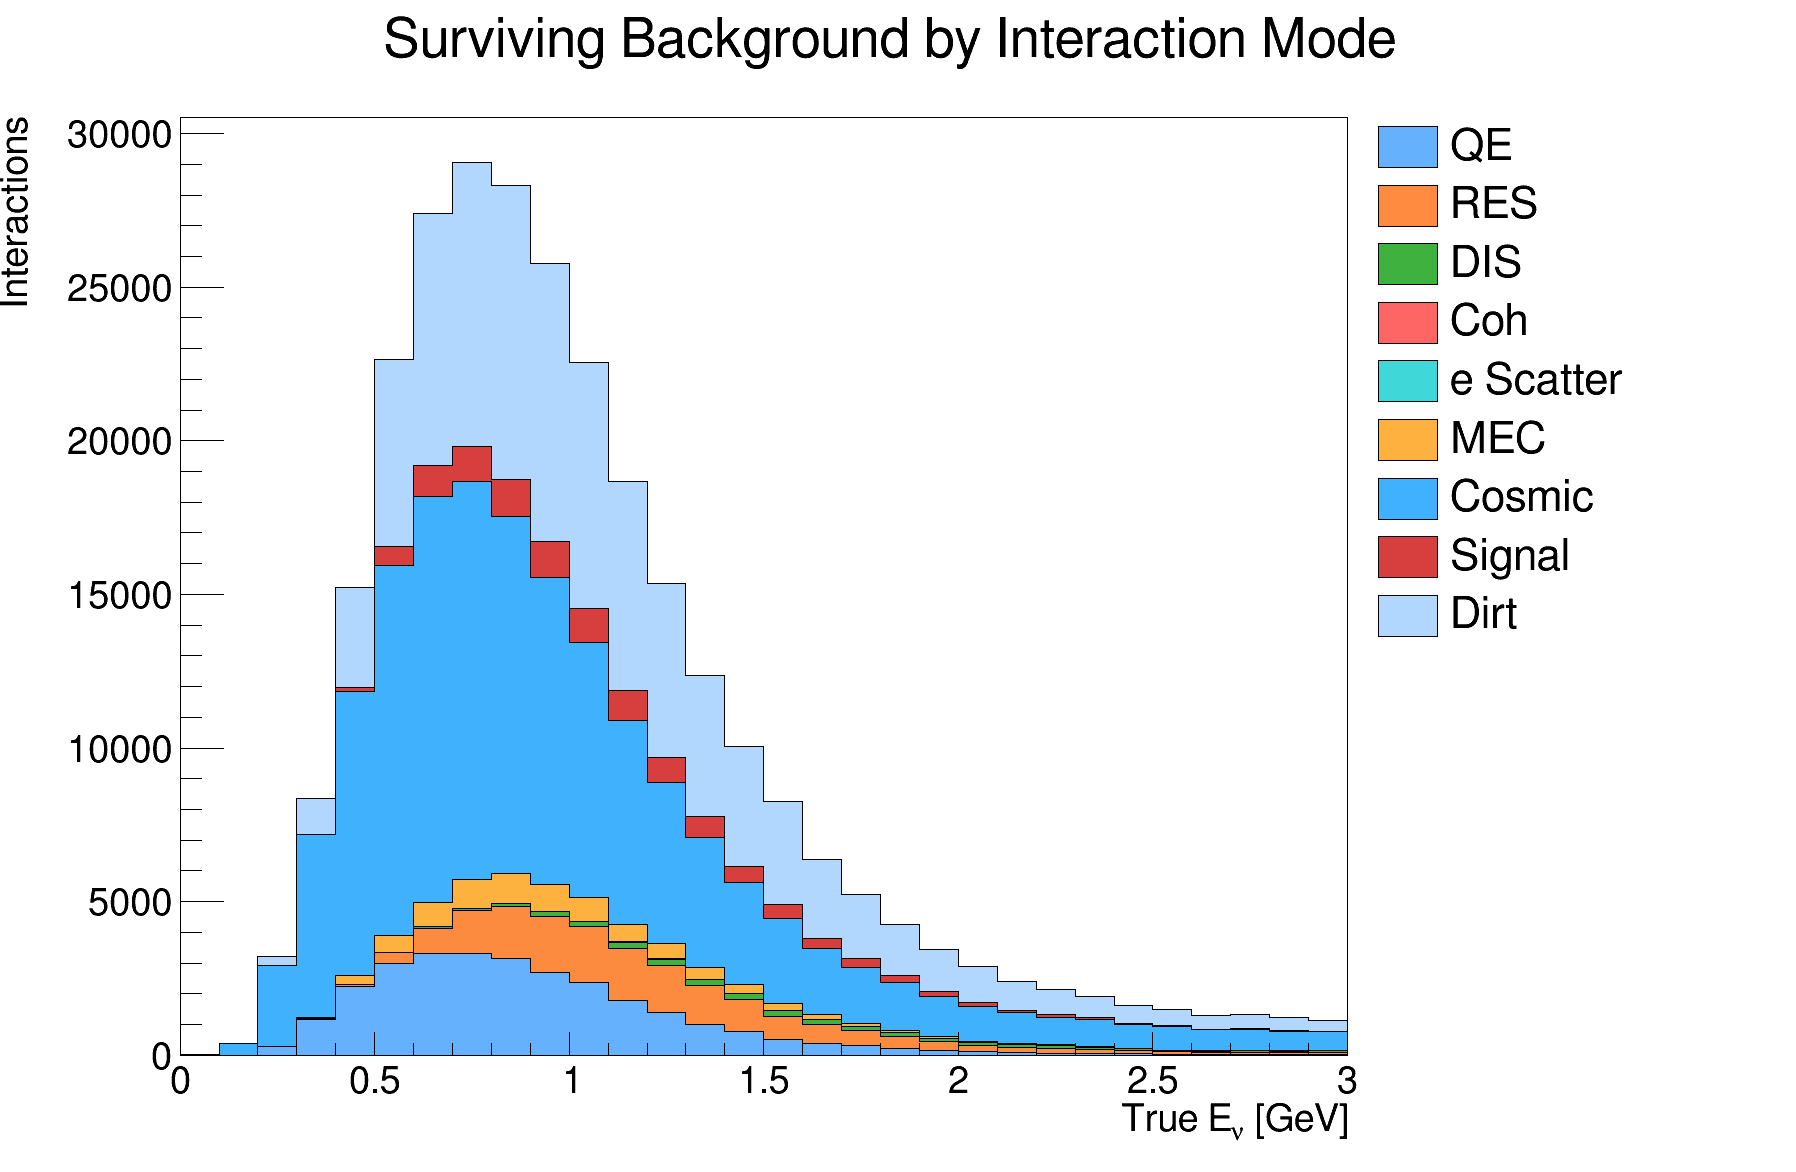 Surviving Background by Interaction Mode
Interactions
30000
25000
20000
15000
10000
5000
0
0 0.5 1 1.5 2 2.5 3
True Eν [GeV]
QE
RES
DIS
Coh
e Scatter
MEC
Cosmic
Signal
Dirt